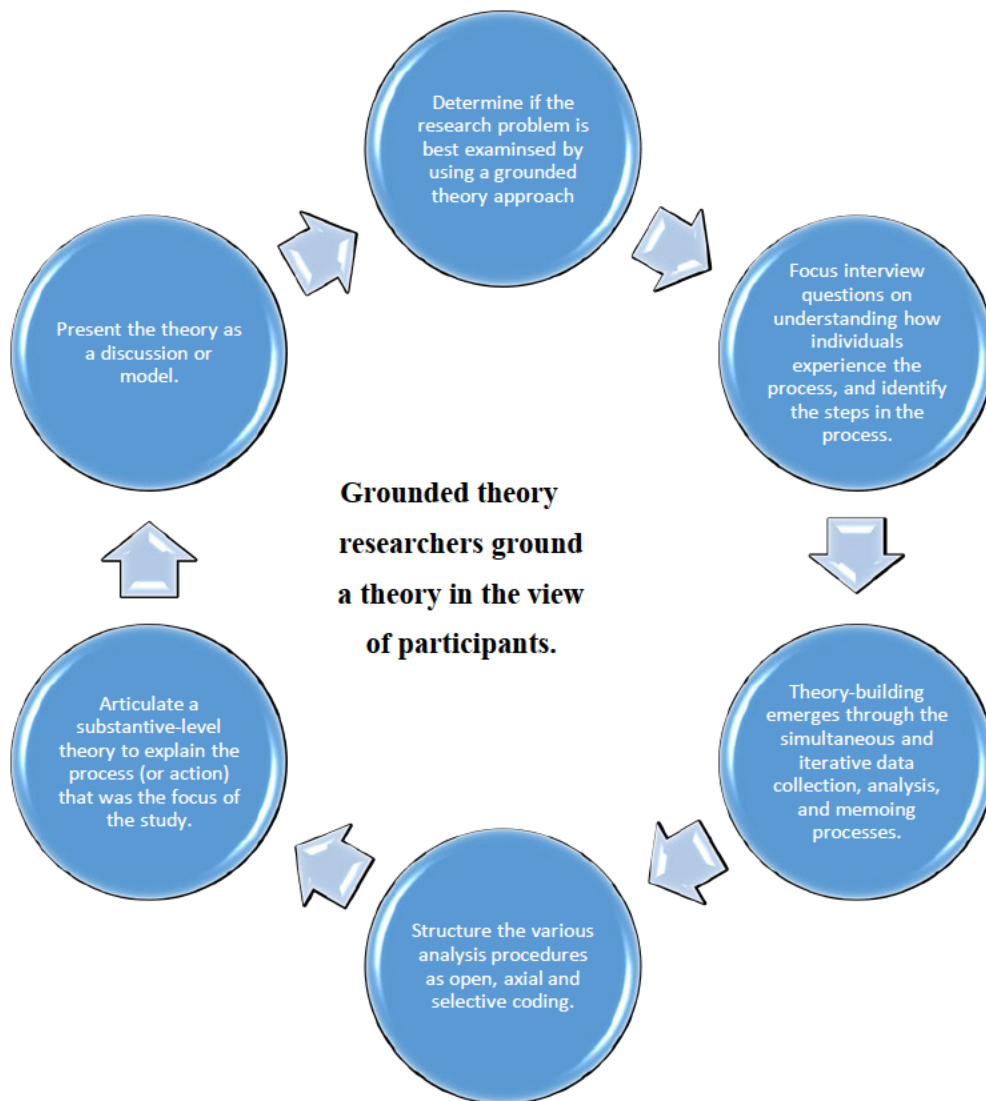 Determine if the
research problem is
best examinsed by
using a grounded
theory approach
Focus interview
questions on
understanding how
individuals
experience the
process, and identify
the steps in the
process.
Theory-building
emerges through the
simultaneous and
iterative data
collection, analysis,
and memoing
processes.
Structure the various
analysis procedures
as open, axial and
selective coding.
Articulate a
substantive-level
theory to explain the
process (or action)
that was the focus of
the study.
Present the theory as
a discussion or
model.
Grounded theory
researchers ground
a theory in the view
of participants.